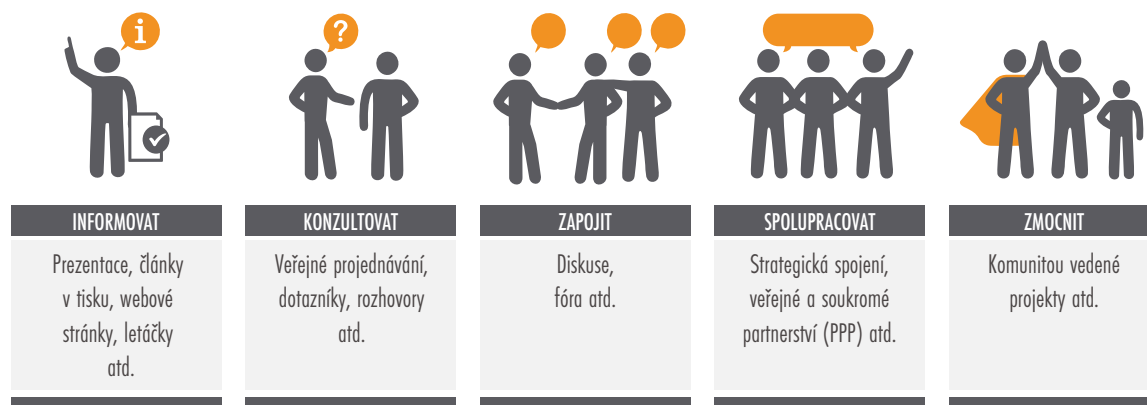 i
?
INFORMOVAT
Prezentace, články
v tisku, webové
stránky, letáčky
atd.
KONZULTOVAT
Veřejné projednávání,
dotazníky, rozhovory
atd.
ZAPOJIT
Diskuse,
fóra atd.
SPOLUPRACOVAT
Strategická spojení,
veřejné a soukromé
partnerství (PPP) atd.
ZMOCNIT
Komunitou vedené
projekty atd.